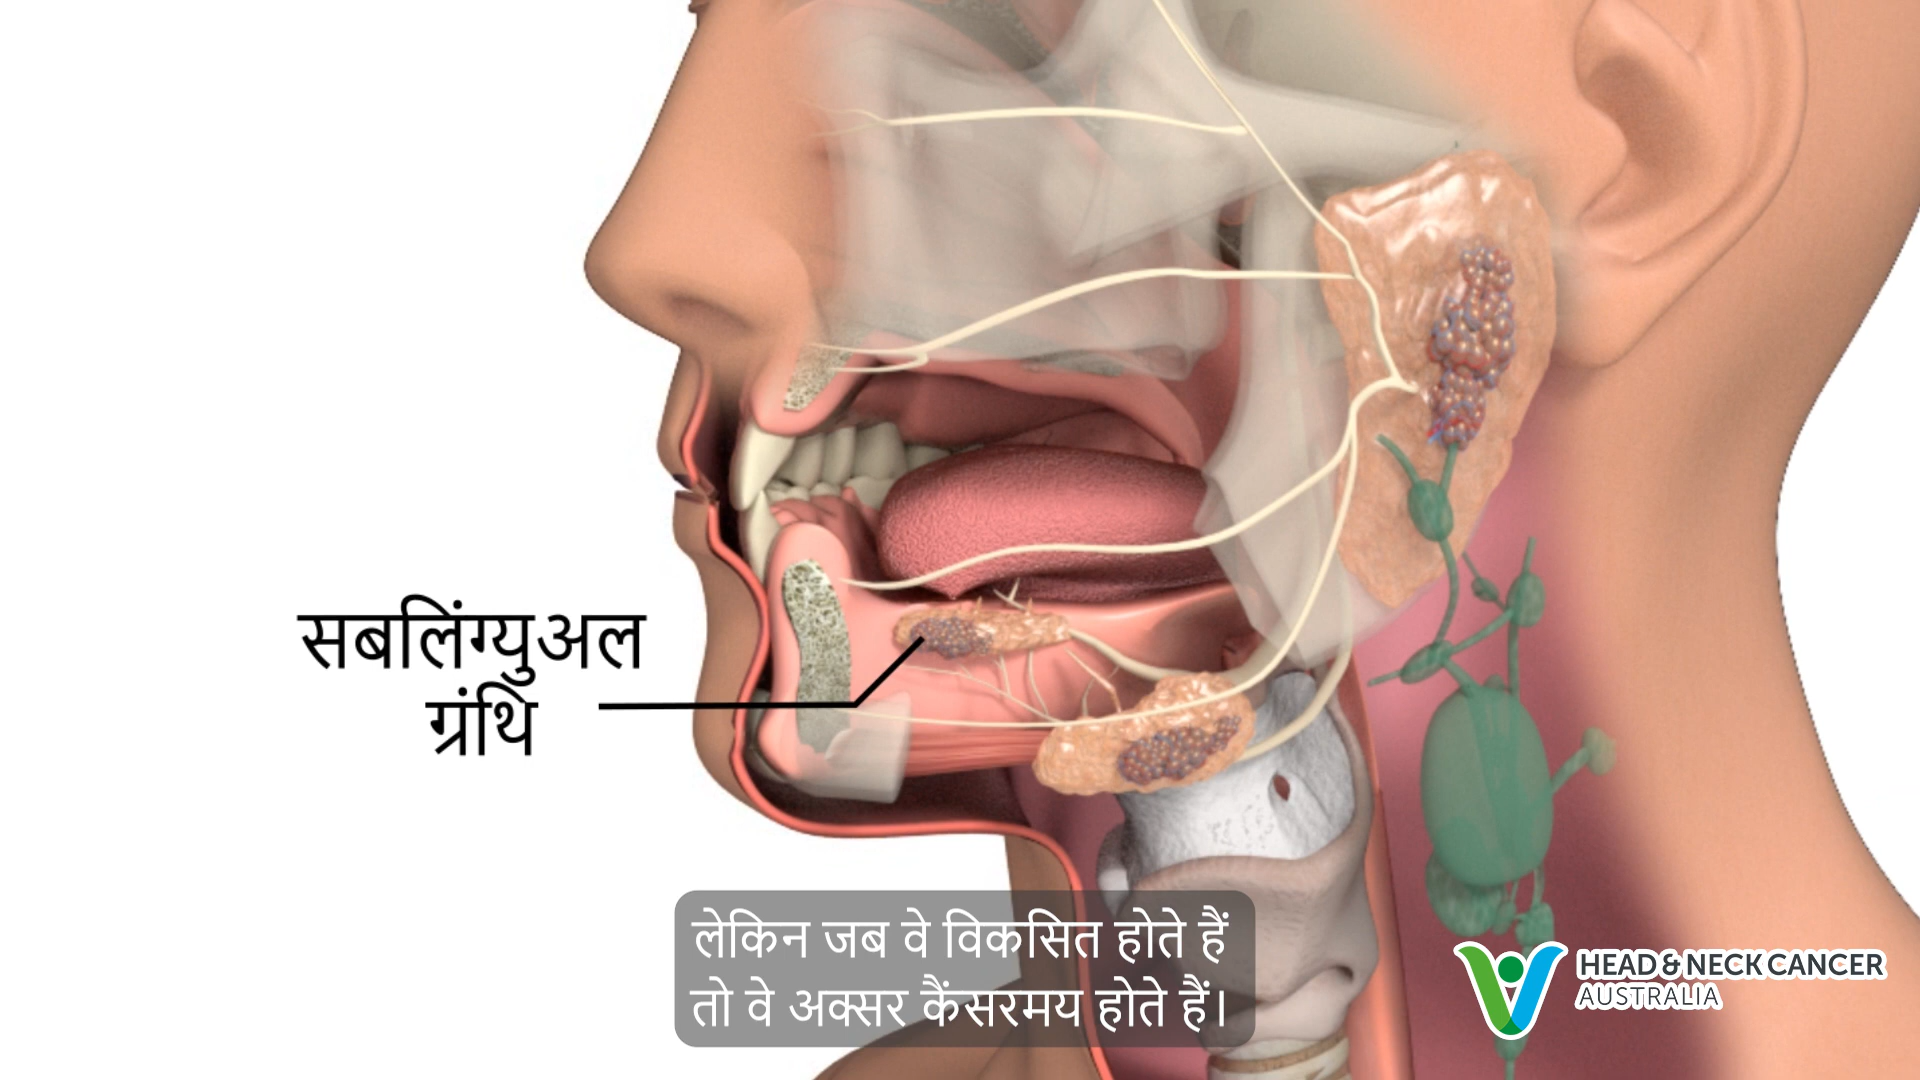 सबलिंग्युअल
ग्रंथि
लेकिन जब वे विकसित होते हैं
तो वे अक्सर कैंसरमय होते हैं।
HEAD & NECK CANCER
AUSTRALIA